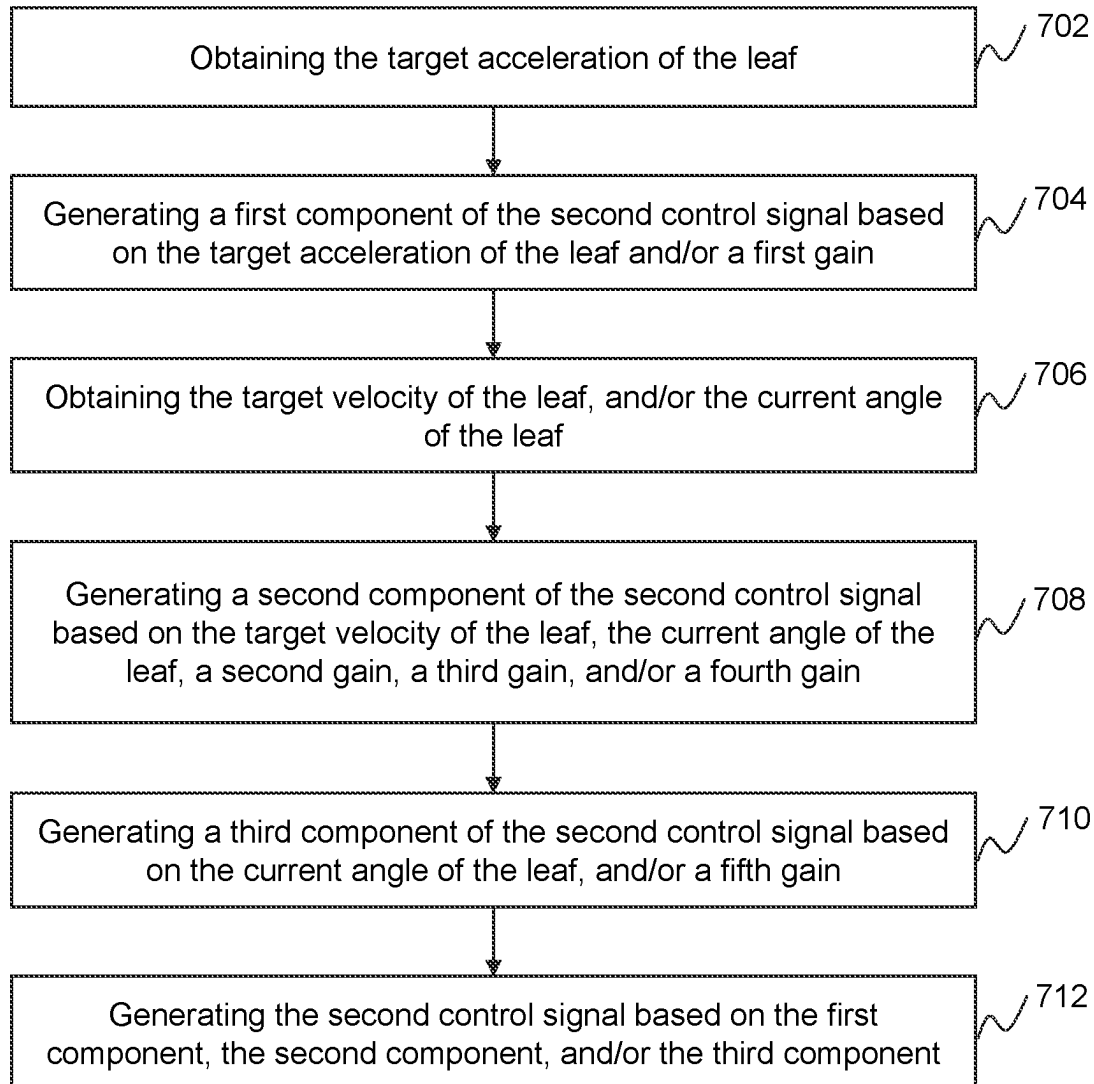 Obtaining the target acceleration of the leaf
702
Generating a first component of the second control signal based
on the target acceleration of the leaf and/or a first gain
704
Obtaining the target velocity of the leaf, and/or the current angle
of the leaf
706
Generating a second component of the second control signal
based on the target velocity of the leaf, the current angle of the
leaf, a second gain, a third gain, and/or a fourth gain
708
Generating a third component of the second control signal based
on the current angle of the leaf, and/or a fifth gain
710
Generating the second control signal based on the first
component, the second component, and/or the third component
712